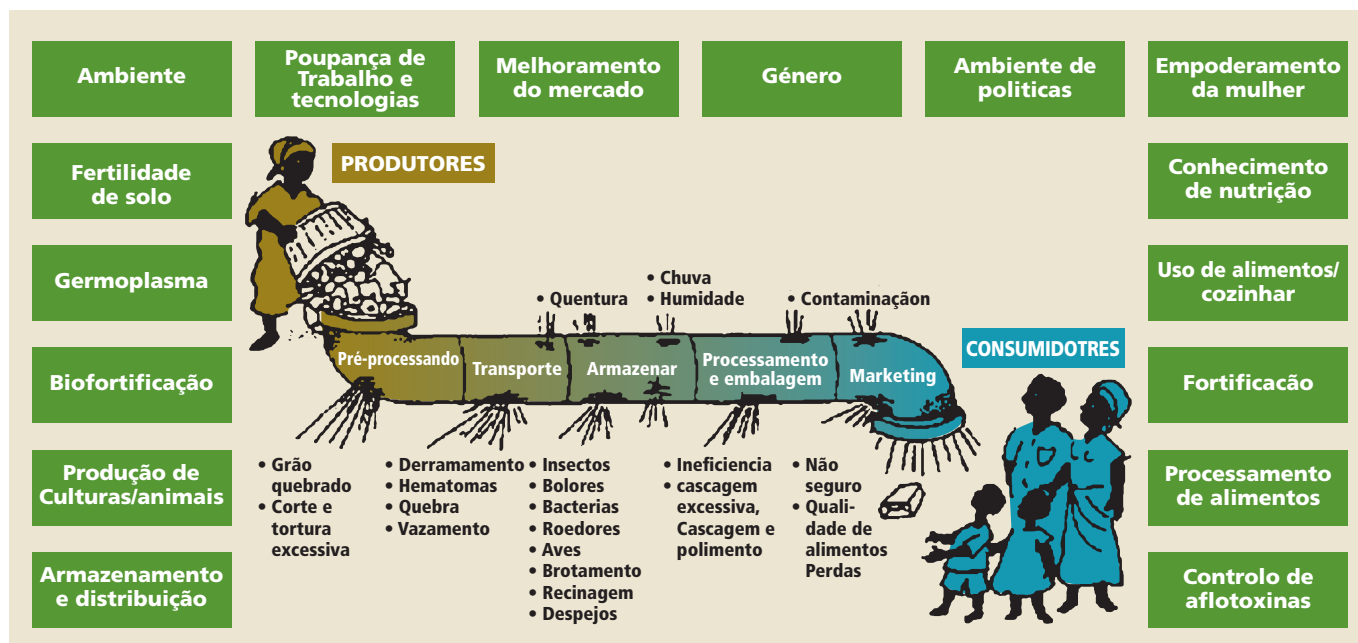 Ambiente
Poupança de
Trabalho e
tecnologias
Melhoramento
do mercado
Género
Ambiente de
politicas
Empoderamento
da mulher
Fertilidade
de solo
Germoplasma
Biofortificação
Produção de
Culturas/animais
Armazenamento
e distribuição
PRODUTORES
• Quentura
• Chuva
• Humidade
• Contaminaçãon
Pré-processando
Transporte
Armazenar
Processamento
e embalagem
Marketing
• Grão
quebrado
• Corte e
tortura
excessiva
• Derramamento
• Hematomas
• Quebra
• Vazamento
• Insectos
• Bolores
• Bacterias
• Roedores
• Aves
• Brotamento
• Recinagem
• Despejos
• Ineficiencia
• cascagem
excessiva,
Cascagem e
polimento
• Não
seguro
• Quali-
dade de
alimentos
Perdas
CONSUMIDOTRES
Conhecimento
de nutrição
Uso de alimentos/
cozinhar
Fortificacão
Processamento
de alimentos
Controlo de
aflotoxinas